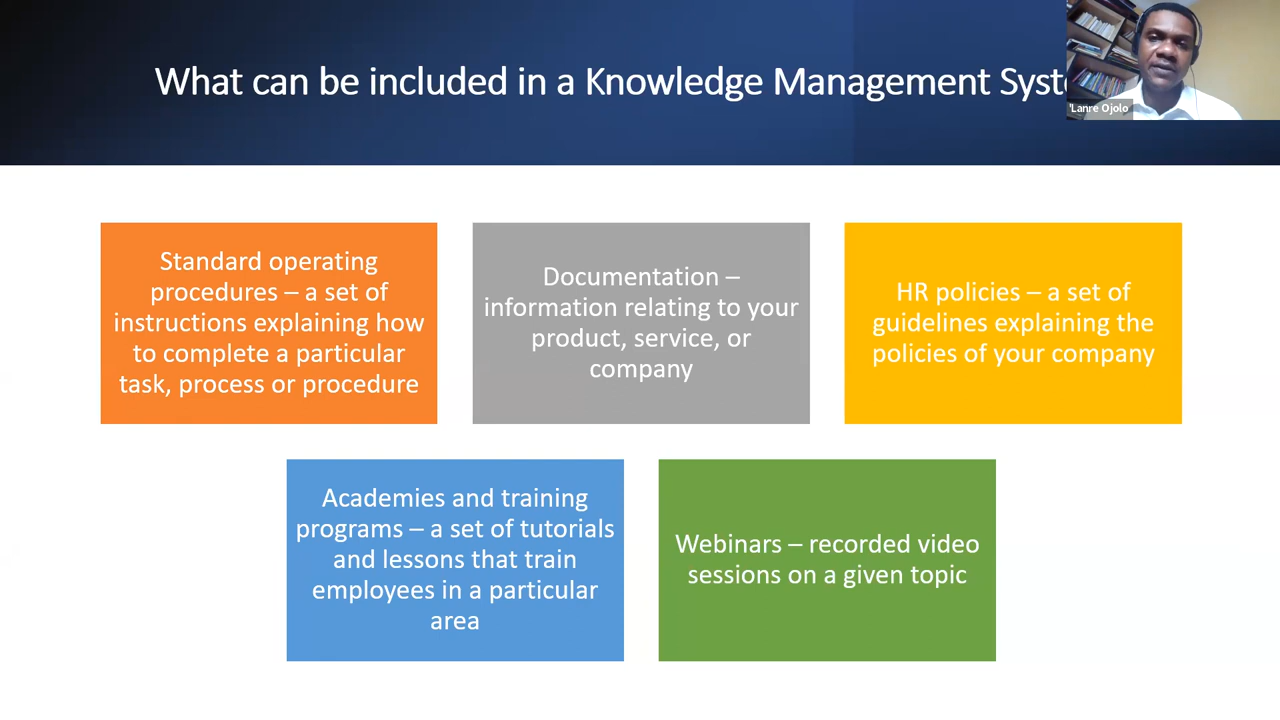 What can be included in a Knowledge Management
'Lanre Ojolo
Standard operating
procedures – a set of
instructions explaining how
to complete a particular
task, process or procedure
Documentation –
information relating to your
product, service, or
company
HR policies – a set of
guidelines explaining the
policies of your company
Academies and training
programs – a set of tutorials
and lessons that train
employees in a particular
area
Webinars – recorded video
sessions on a given topic